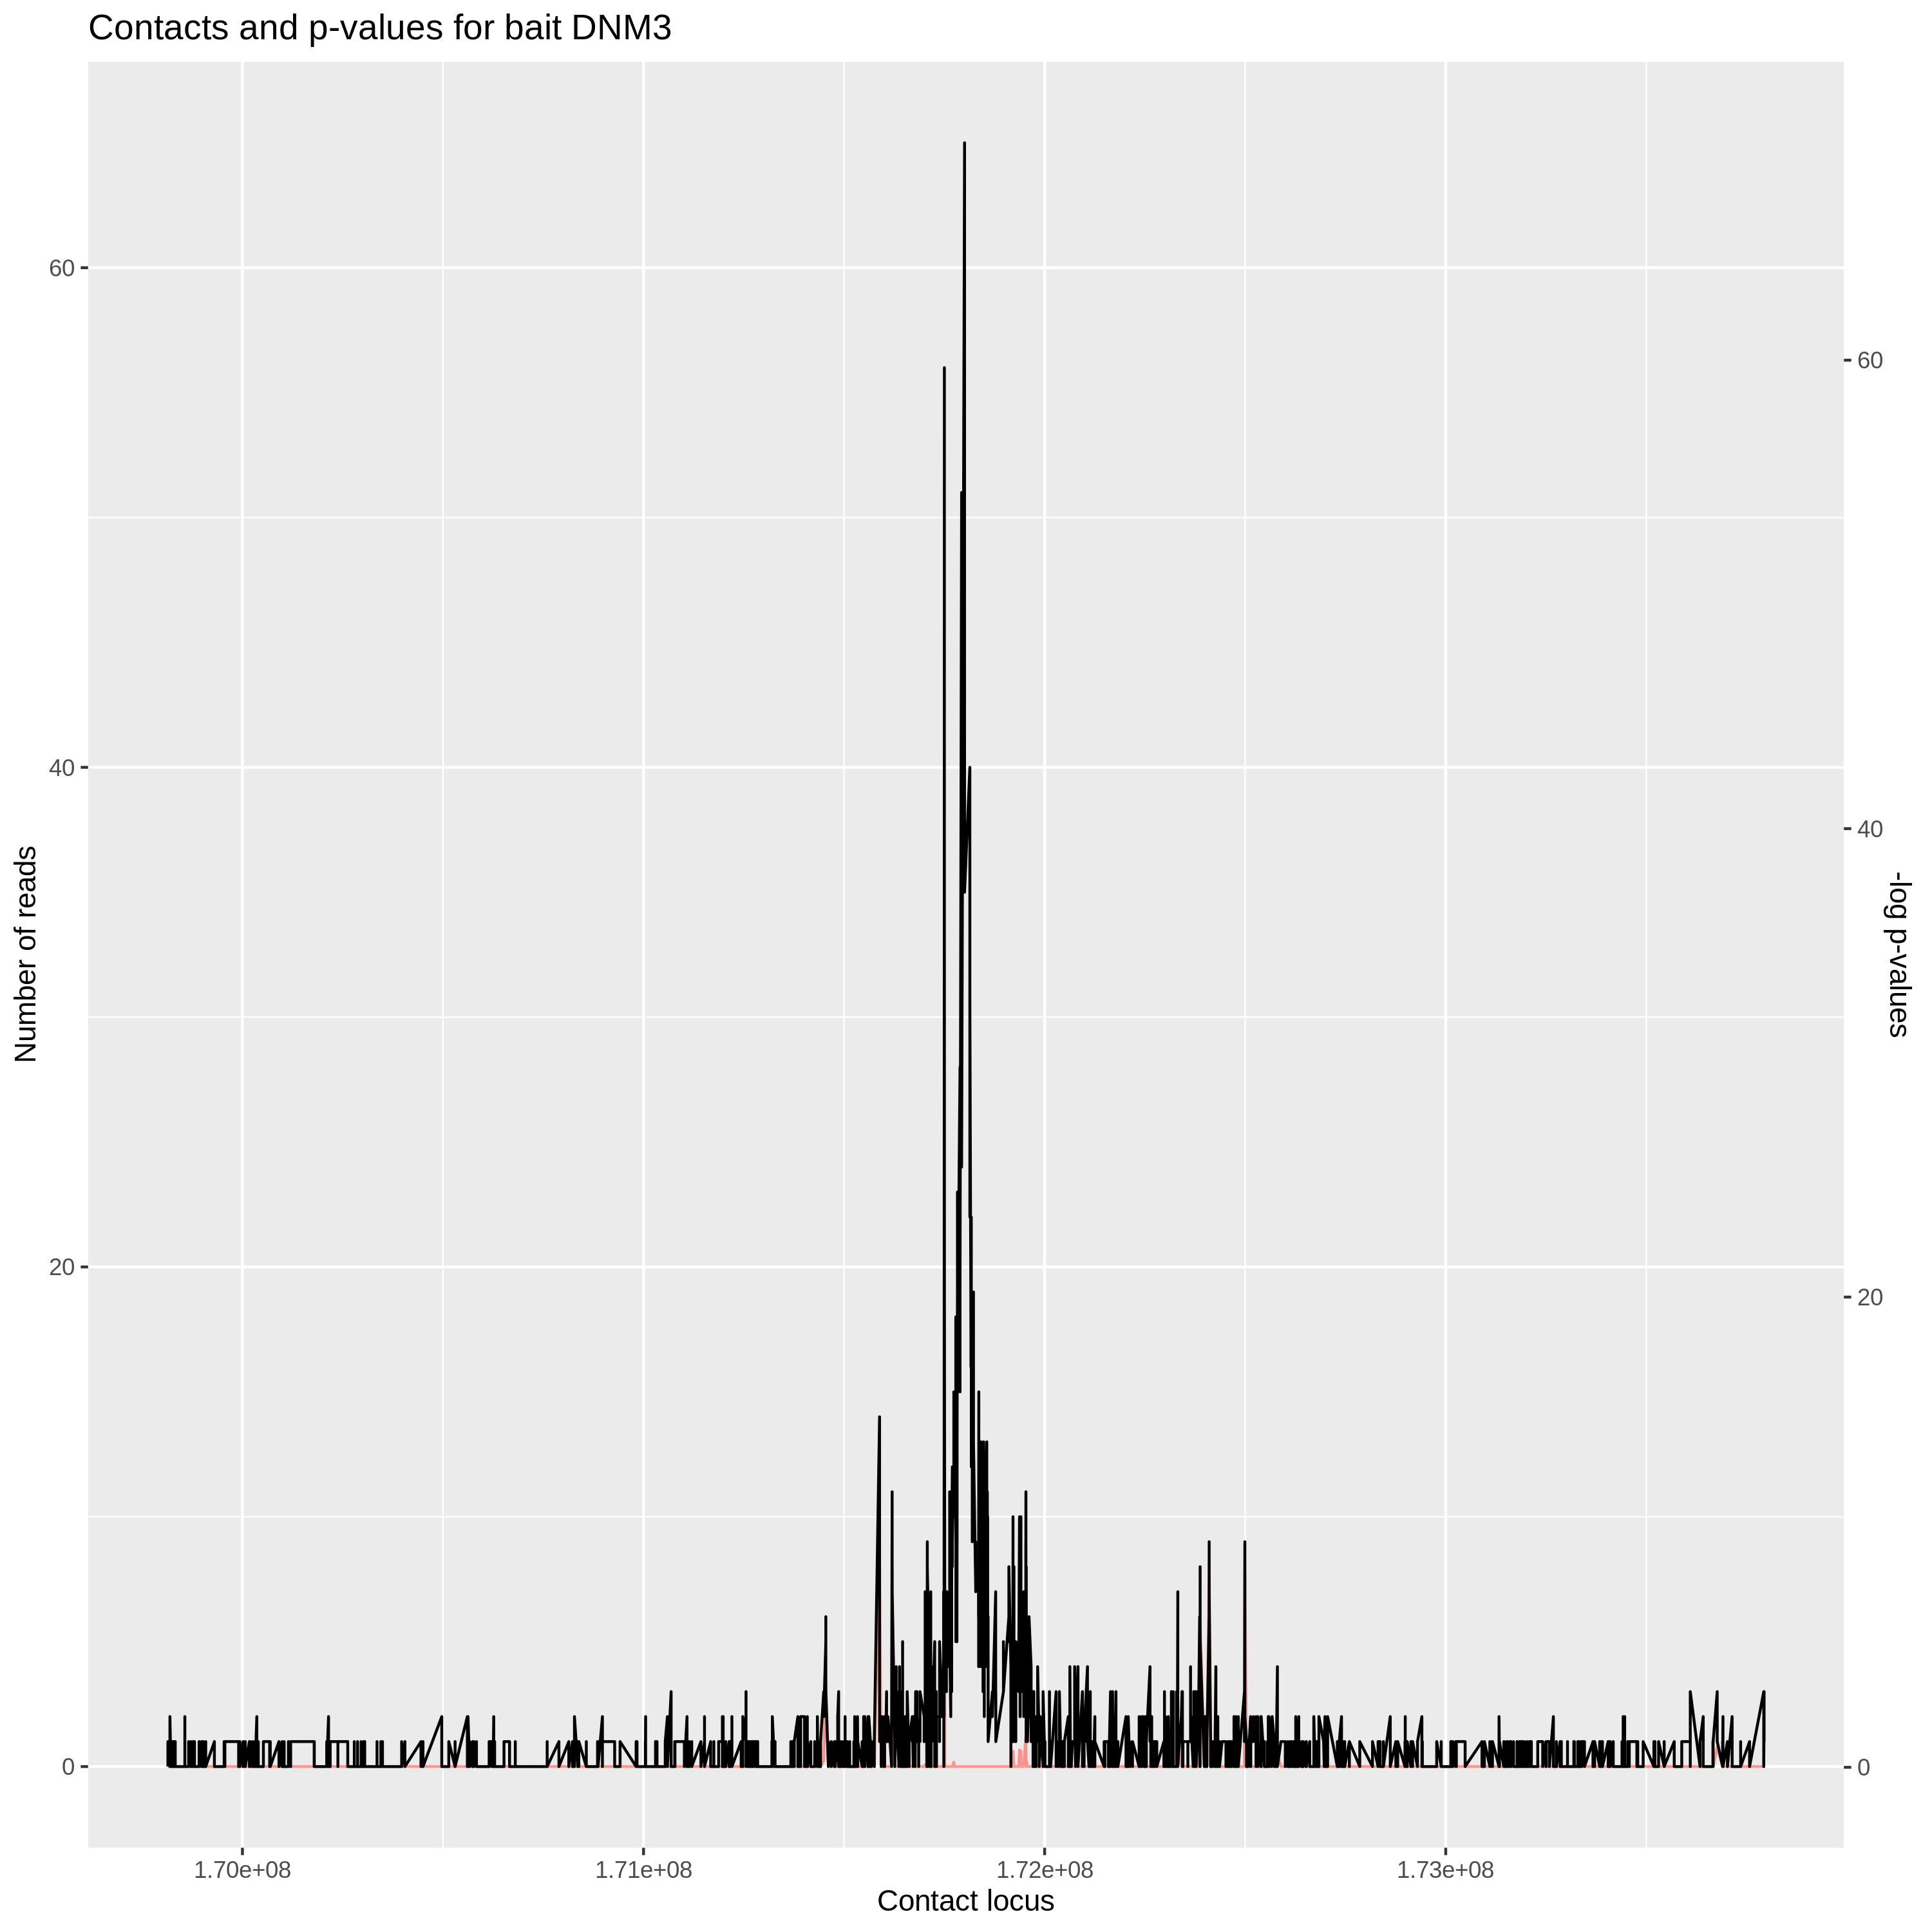 Contacts and p-values for bait DNM3
60
40
20
0
Number of reads
60
40
20
0
-log p-values
1.70e+08
1.71e+08
1.72e+08
1.73e+08
Contact locus